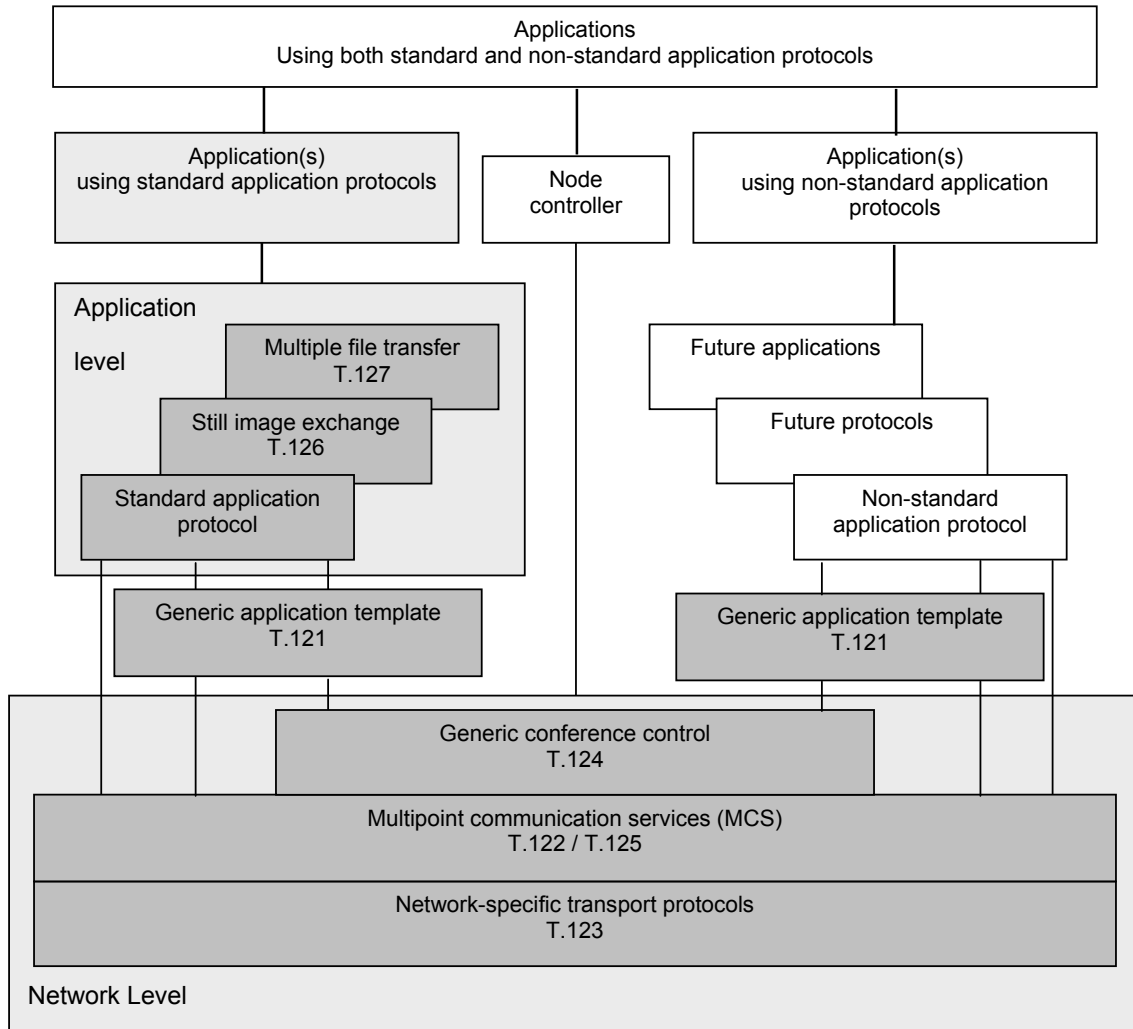 Applications
Using both standard and non-standard application protocols
Application(s)
using standard application protocols
Node
controller
Application(s)
using non-standard application
protocols
Application
level
Multiple file transfer
T.127
Still image exchange
T.126
Standard application
protocol
Future applications
Future protocols
Non-standard
application protocol
Generic application template
T.121
Generic application template
T.121
Generic conference control
T.124
Multipoint communication services (MCS)
T.122 / T.125
Network-specific transport protocols
T.123
Network Level